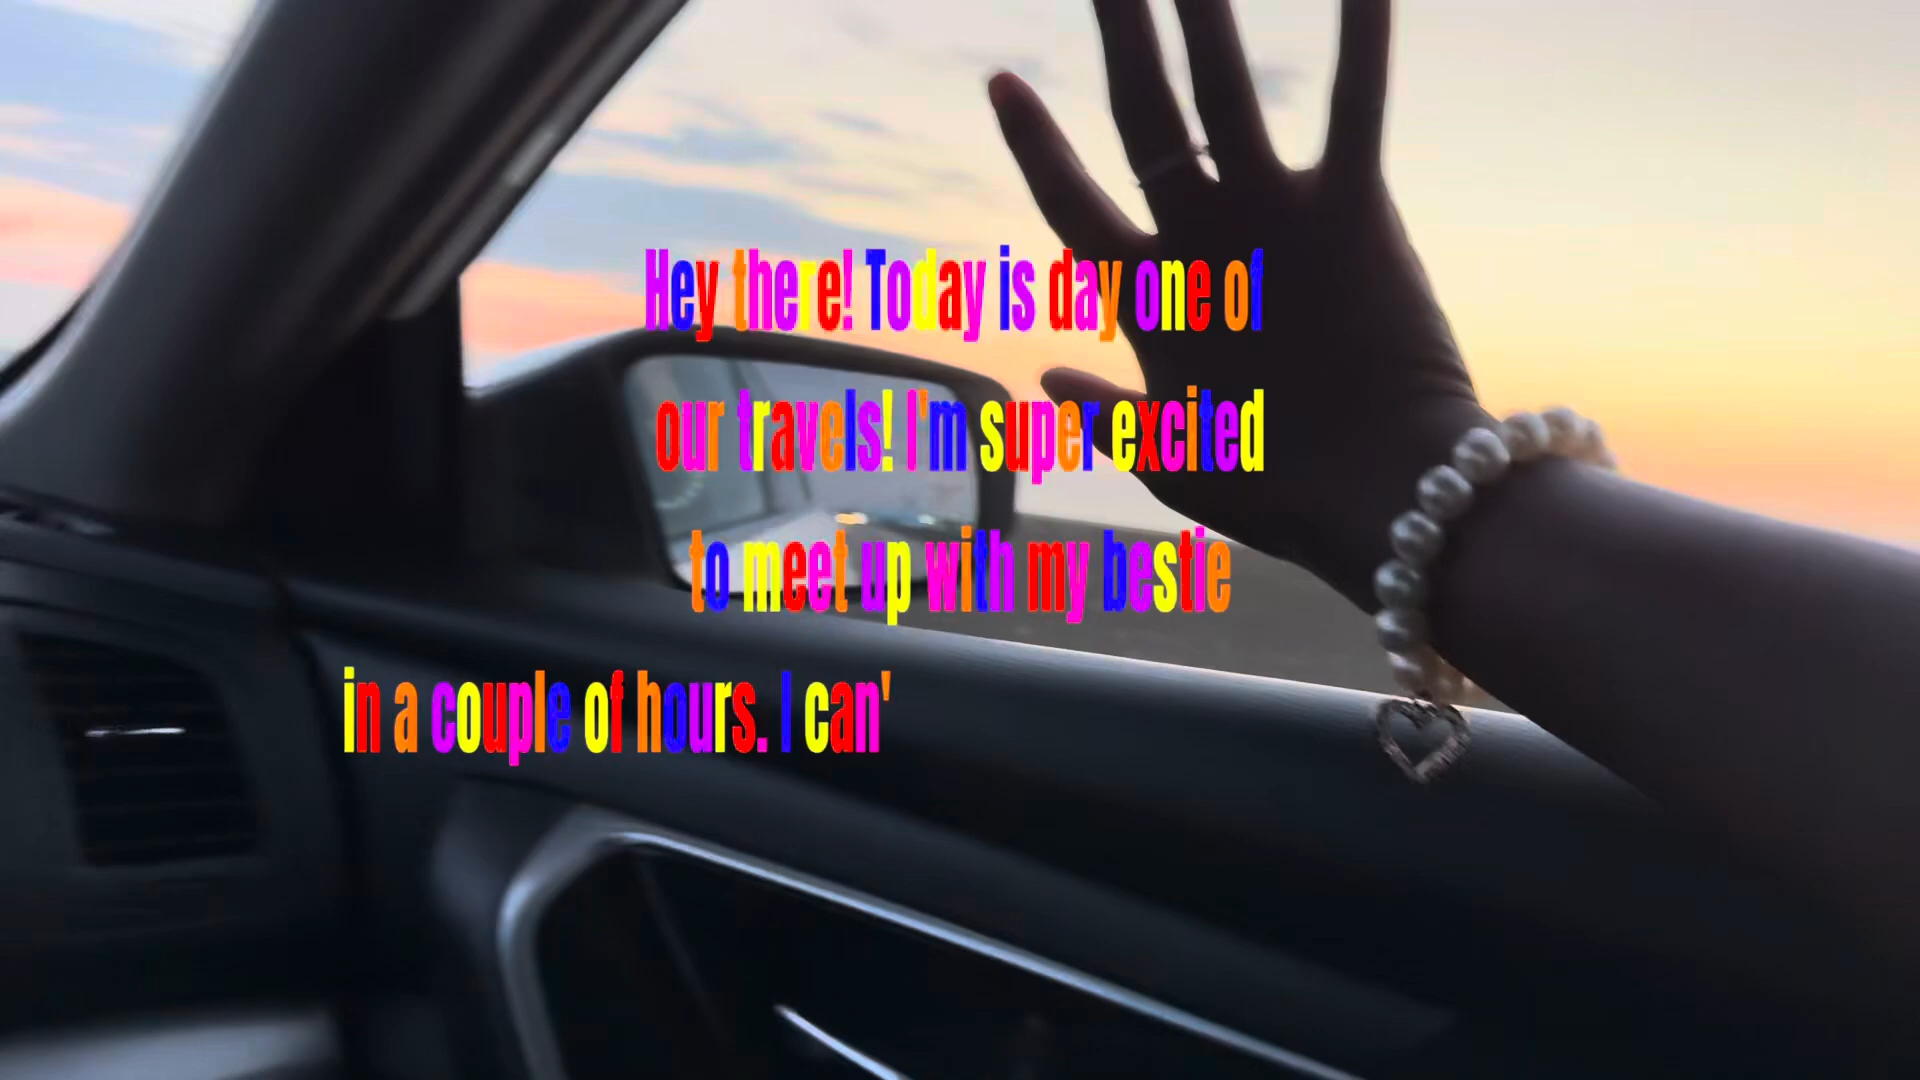 Hey there! Today is day one of
our travels! I'm super excited
to meet up with my bestie
in a couple of hours. I can'